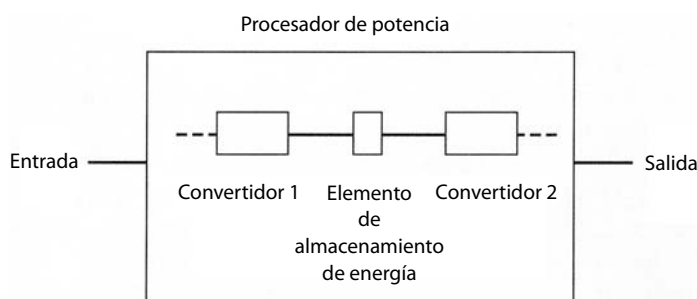 Procesador de potencia
Entrada
Salida
Convertidor 1
Elemento
de
almacenamiento
de energía
Convertidor 2